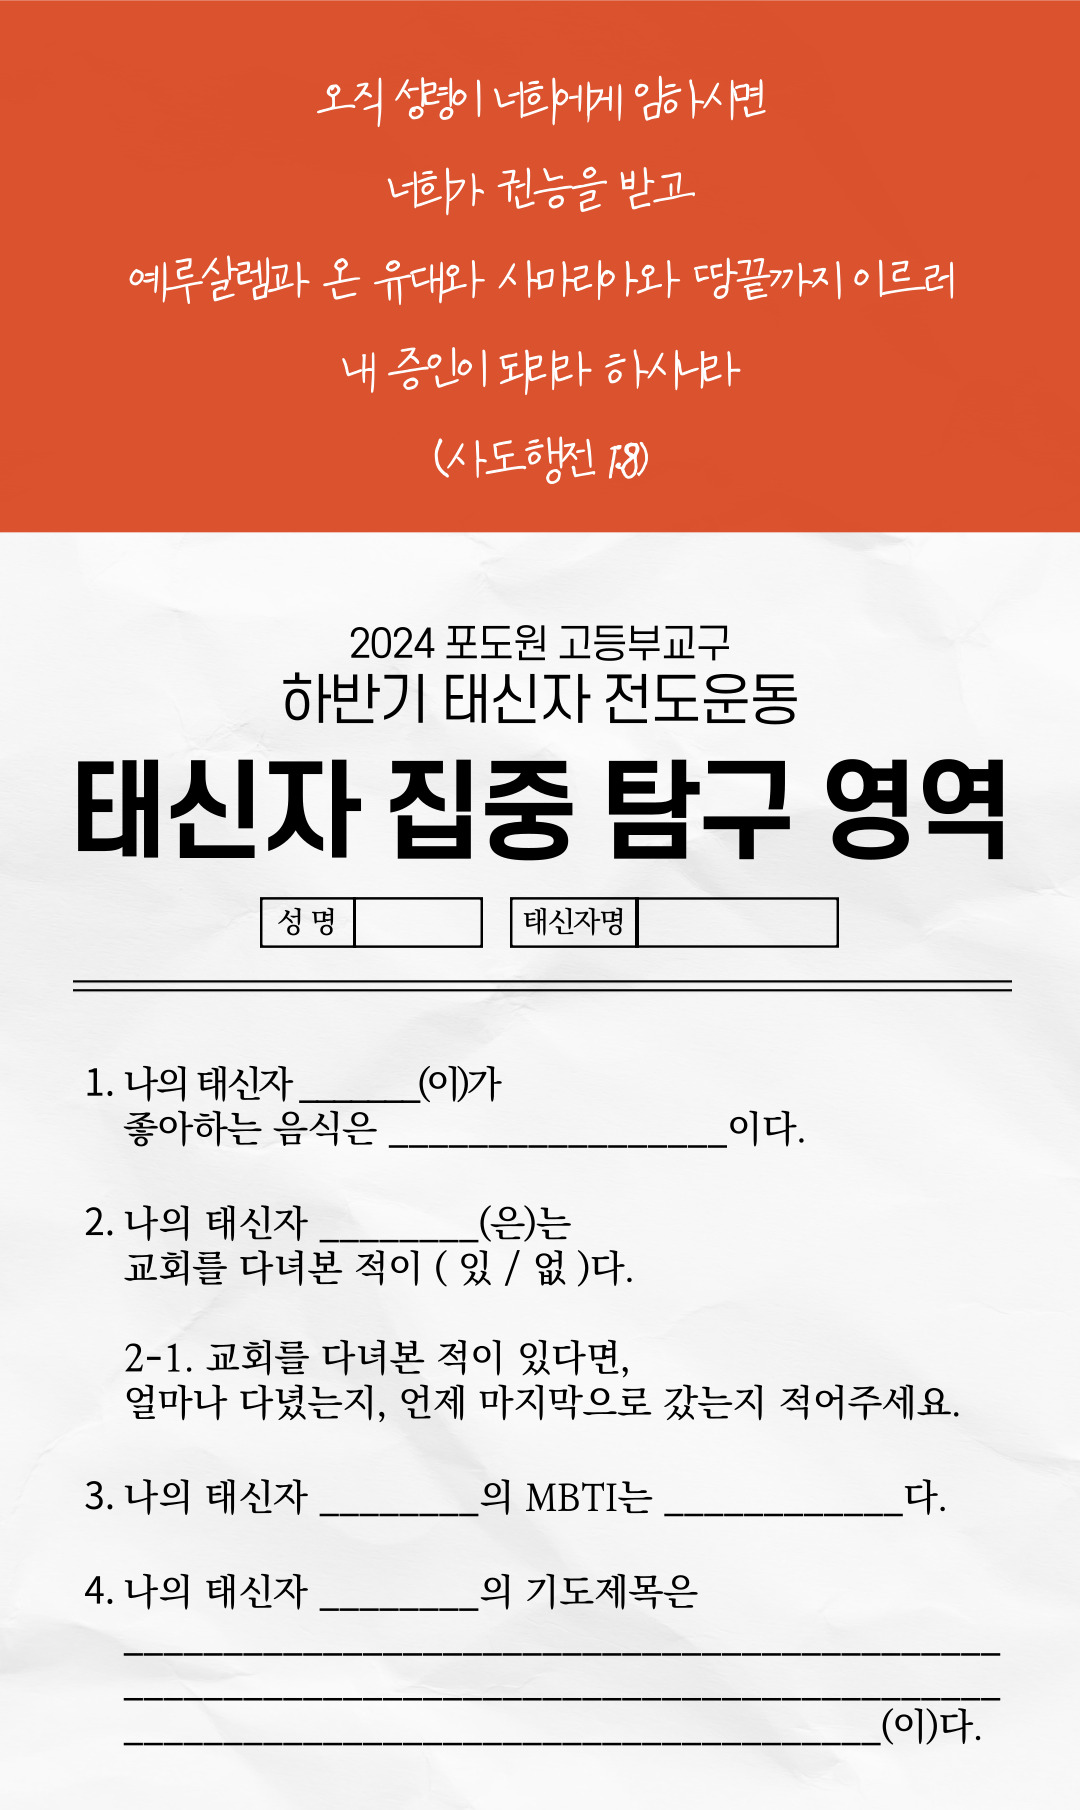 오직 성령이 너희에게 임하시면
너희가 권능을 받고
예루살렘과 온 유대와 사마리아와 땅끝까지 이르러
내 증인이 되리라 하시니라
(사도행전 1:8)
2024 포도원 고등부교구
하반기 태신자 전도운동
태신자 집중 탐구 영역
성 명
태신자명
1. 나의 태신자 ______(이)가
좋아하는 음식은 _________________이다.
2. 나의 태신자 ________(은)는
교회를 다녀본 적이 ( 있 / 없 )다.
2-1. 교회를 다녀본 적이 있다면,
얼마나 다녔는지, 언제 마지막으로 갔는지 적어주세요.
3. 나의 태신자 ________의 MBTI는 ____________다.
4. 나의 태신자 ________의 기도제목은
____________________________________________
____________________________________________
______________________________________(이)다.